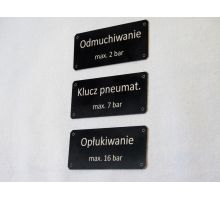 Odmuchiwanie
max. 2 bar
Klucz pneumat.
max. 7 bar
Opłukiwanie
max. 16 bar